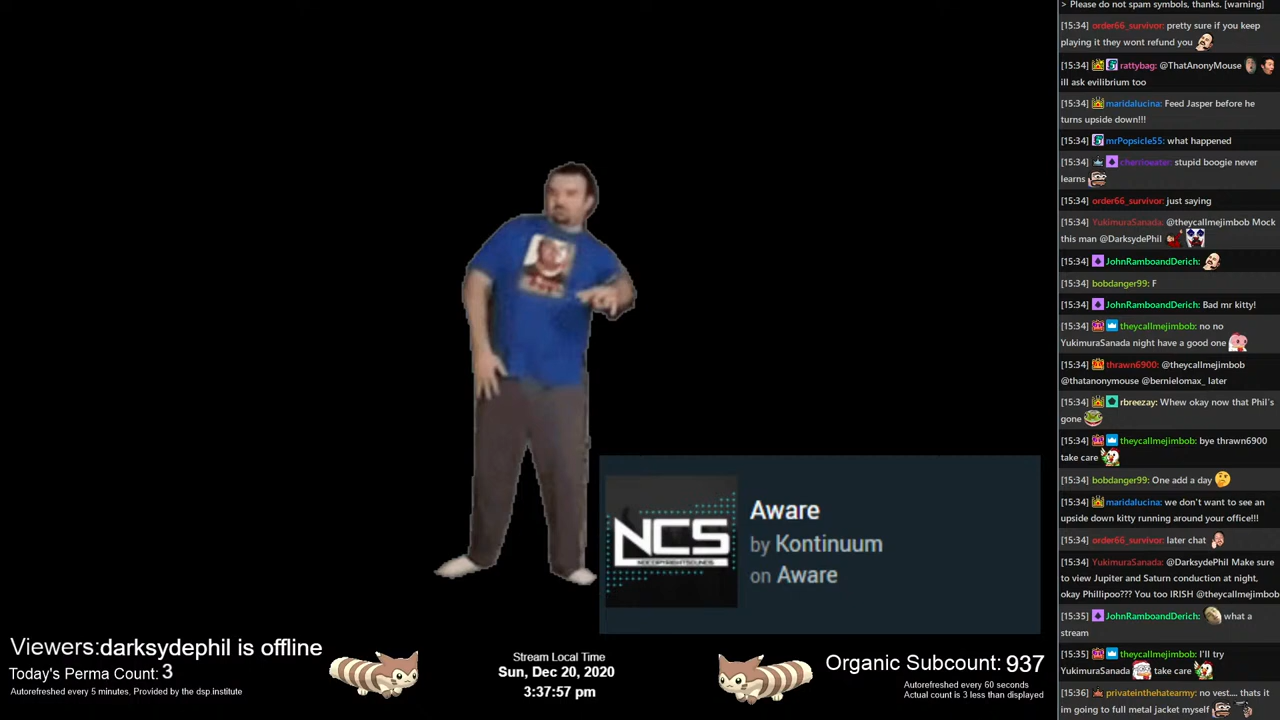 > Please do not spam symbols, thanks. [warning]
[15:34] order66_survivor: pretty sure if you keep
playing it they wont refund you
[15:34] rattybag: @ThatAnonyMouse
ill ask evilibrium too
[15:34] maridalucina: Feed Jasper before he
turns upside down!!!
[15:34] mrPopsicle55: what happened
[15:34] cherrioeater: stupid boogie never
learns
[15:34] order66_survivor: just saying
[15:34] YukimuraSanada: @theycallmejimbob Mock
this man @DarksydePhil
[15:34] JohnRamboandDerich:
[15:34] bobdanger99: F
[15:34] JohnRamboandDerich: Bad mr kitty!
[15:34] theycallmejimbob: no no
YukimuraSanada night have a good one
[15:34] thrawn6900: @theycallmejimbob
@thatanonymouse @bernielomax_ later
[15:34] rbreezay: Whew okay now that Phil's
gone
[15:34] theycallmejimbob: bye thrawn6900
take care
[15:34] bobdanger99: One add a day
[15:34] maridalucina: we don't want to see an
upside down kitty running around your office!!!
[15:34] order66_survivor: later chat
[15:34] YukimuraSanada: @DarksydePhil Make sure
to view Jupiter and Saturn conduction at night,
okay Phillipoo??? You too IRISH @theycallmejimbob
[15:35] JohnRamboandDerich: what a
stream
[15:35] theycallmejimbob: I'll try
YukimuraSanada take care
[15:36] privateinthehatearmy: no vest.... thats it
im going to full metal jacket myself
NCS
NOCOPYRIGHTSOUNDS
Aware
by Kontinuum
on Aware
Viewers:darksydephil is offline
Today's Perma Count: 3
Autorefreshed every 5 minutes. Provided by the dsp institute
Stream Local Time
Sun, Dec 20, 2020
3:37:57 pm
Organic Subcount: 937
Autorefreshed every 60 seconds
Actual count is 3 less than displayed